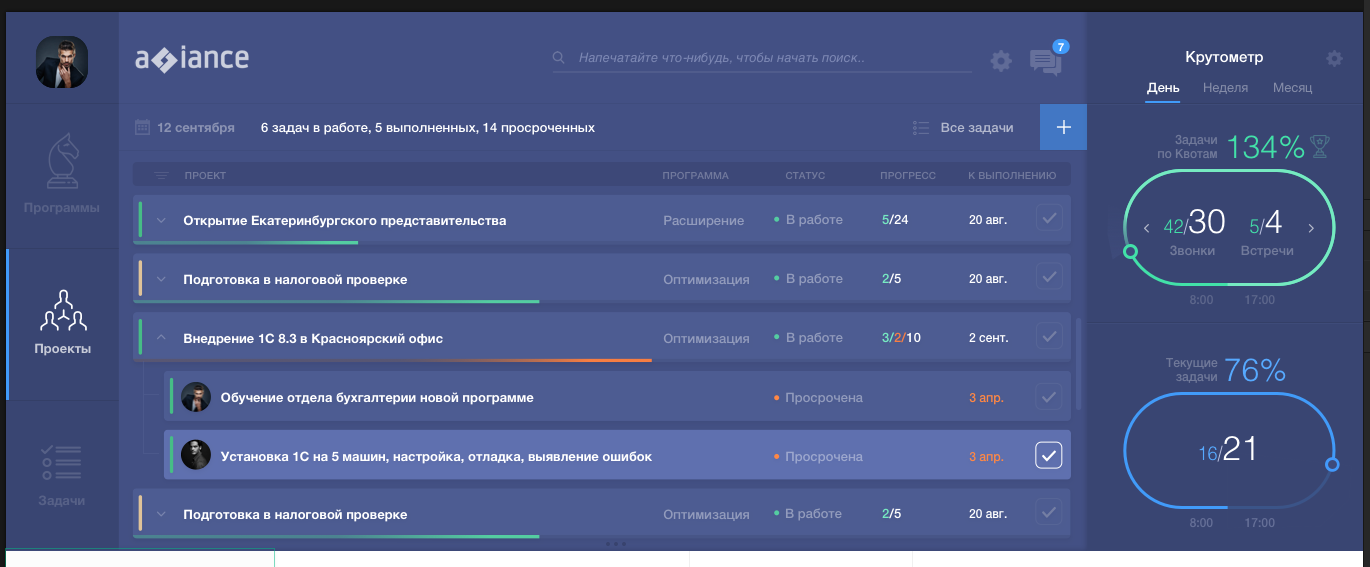 a iance
Напечатайте что-нибудь, чтобы начать поиск..
7
Крутометр
День Неделя Месяц
12 сентября 6 задач в работе, 5 выполненных, 14 просроченных Все задачи +
Программы
Проекты
Задачи
ПРОЕКТ ПРОГРАММА СТАТУС ПРОГРЕСС К ВЫПОЛНЕНИЮ
Открытие Екатеринбургского представительства Расширение В работе 5/24 20 авг.
Подготовка в налоговой проверке Оптимизация В работе 2/5 20 авг.
Внедрение 1С 8.3 в Красноярский офис Оптимизация В работе 3/2/10 2 сент.
Обучение отдела бухгалтерии новой программе Просрочена 3 апр.
Установка 1С на 5 машин, настройка, отладка, выявление ошибок Просрочена 3 апр.
Подготовка в налоговой проверке Оптимизация В работе 2/5 20 авг.
Задачи
по Квотам 134%
42/30 5/4
Звонки Встречи
8:00 17:00
Текущие
задачи 76%
16/21
8:00 17:00